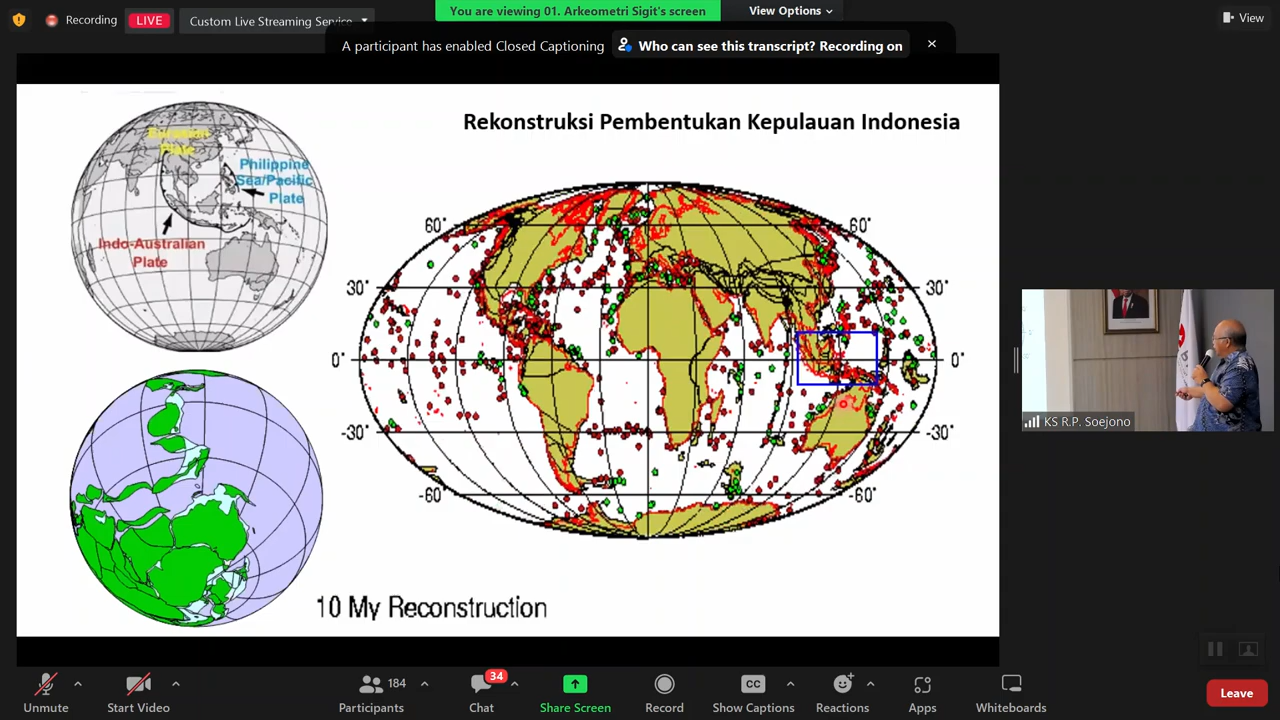 Recording
LIVE
Custom Live Streaming Service
You are viewing 01. Arkeometri Sigit's screen
View Options
View
A participant has enabled Closed Captioning
Who can see this transcript? Recording on
Rekonstruksi Pembentukan Kepulauan Indonesia
Eurasian
Plate
Philippine
Sea/Pacific
Plate
Indo-Australian
Plate
60°
60°
30°
30°
0°
0°
-30°
-30°
-60°
-60°
10 My Reconstruction
KS R.P. Soejono
Unmute
Start Video
184
Participants
34
Chat
Share Screen
Record
CC
Show Captions
Reactions
Apps
Whiteboards
Leave